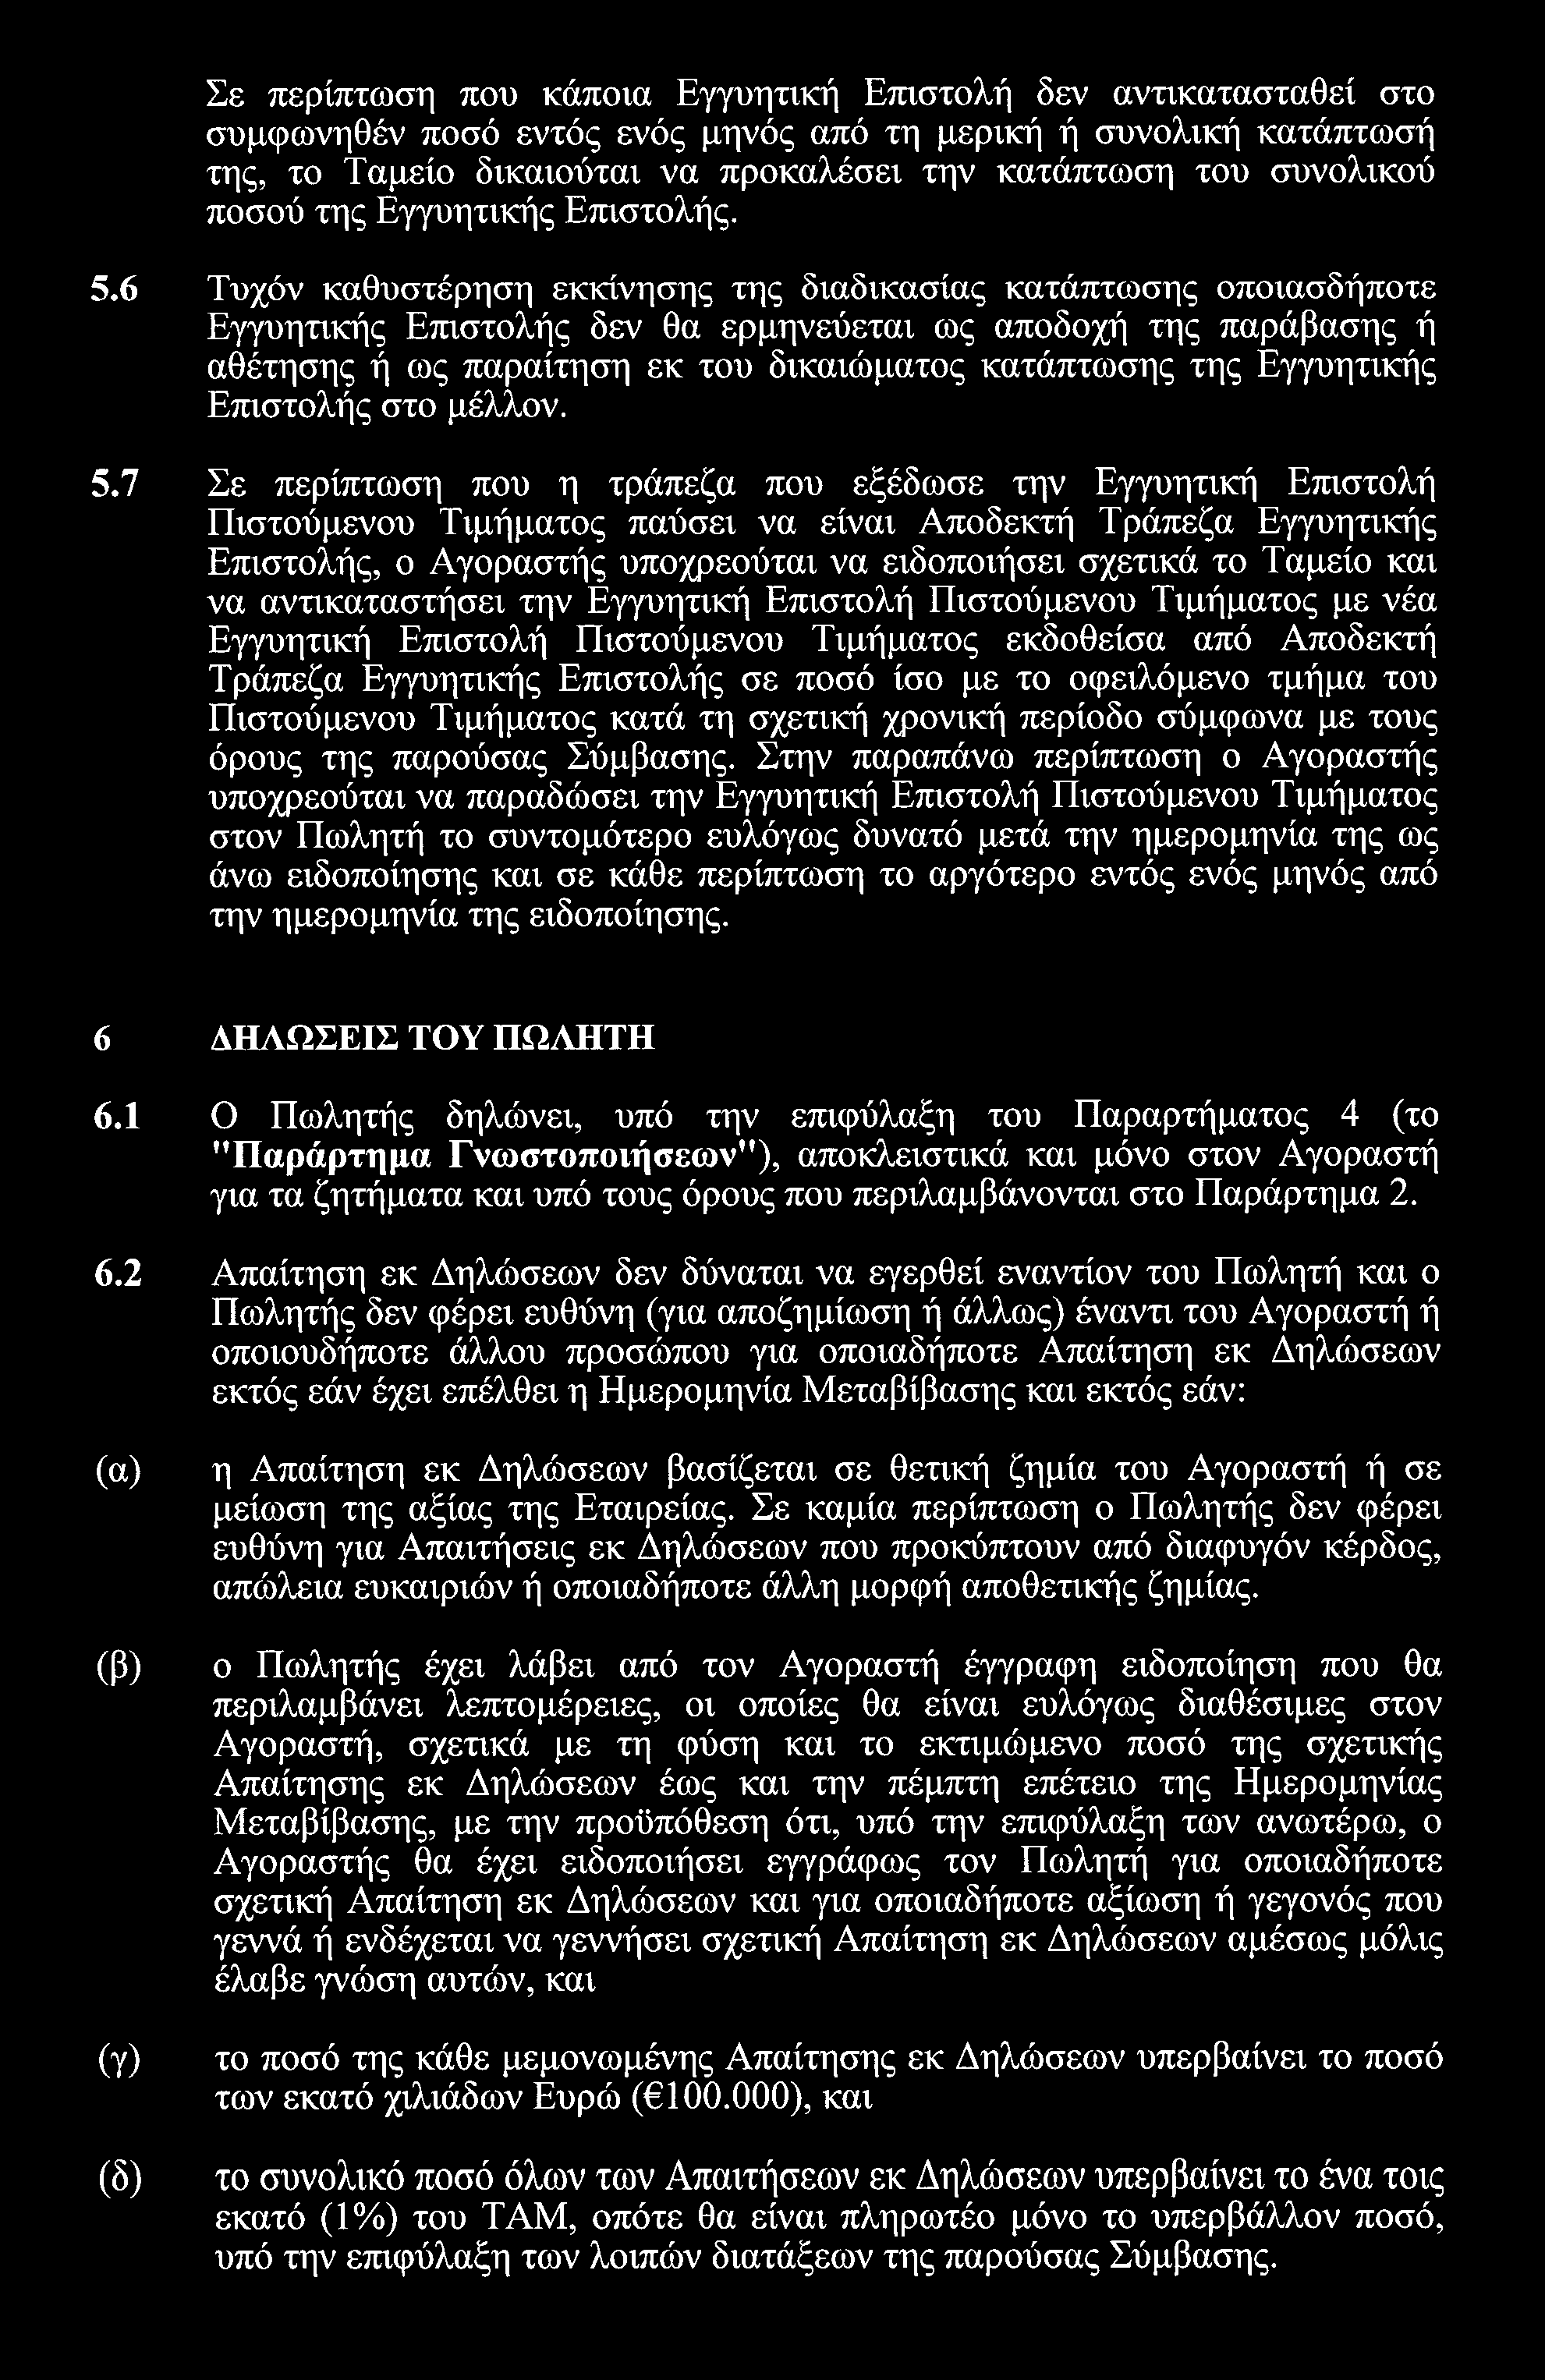 Σε περίπτωση που κάποια Εγγυητική Επιστολή δεν αντικατασταθεί στο
συμφωνηθέν ποσό εντός ενός μηνός από τη μερική ή συνολική κατάπτωσή
της, το Ταμείο δικαιούται να προκαλέσει την κατάπτωση του συνολικού
ποσού της Εγγυητικής Επιστολής.
5.6 Τυχόν καθυστέρηση εκκίνησης της διαδικασίας κατάπτωσης οποιασδήποτε
Εγγυητικής Επιστολής δεν θα ερμηνεύεται ως αποδοχή της παράβασης ή
αθέτησης ή ως παραίτηση εκ του δικαιώματος κατάπτωσης της Εγγυητικής
Επιστολής στο μέλλον.
5.7 Σε περίπτωση που η τράπεζα που εξέδωσε την Εγγυητική Επιστολή
Πιστούμενου Τιμήματος παύσει να είναι Αποδεκτή Τράπεζα Εγγυητικής
Επιστολής, ο Αγοραστής υποχρεούται να ειδοποιήσει σχετικά το Ταμείο και
να αντικαταστήσει την Εγγυητική Επιστολή Πιστούμενου Τιμήματος με νέα
Εγγυητική Επιστολή Πιστούμενου Τιμήματος εκδοθείσα από Αποδεκτή
Τράπεζα Εγγυητικής Επιστολής σε ποσό ίσο με το οφειλόμενο τμήμα του
Πιστούμενου Τιμήματος κατά τη σχετική χρονική περίοδο σύμφωνα με τους
όρους της παρούσας Σύμβασης. Στην παραπάνω περίπτωση ο Αγοραστής
υποχρεούται να παραδώσει την Εγγυητική Επιστολή Πιστούμενου Τιμήματος
στον Πωλητή το συντομότερο ευλόγως δυνατό μετά την ημερομηνία της ως
άνω ειδοποίησης και σε κάθε περίπτωση το αργότερο εντός ενός μηνός από
την ημερομηνία της ειδοποίησης.
6 ΔΗΛΩΣΕΙΣ ΤΟΥ ΠΩΛΗΤΗ
6.1 Ο Πωλητής δηλώνει, υπό την επιφύλαξη του Παραρτήματος 4 (το
"Παράρτημα Γνωστοποιήσεων"), αποκλειστικά και μόνο στον Αγοραστή
για τα ζητήματα και υπό τους όρους που περιλαμβάνονται στο Παράρτημα 2.
6.2 Απαίτηση εκ Δηλώσεων δεν δύναται να εγερθεί εναντίον του Πωλητή και ο
Πωλητής δεν φέρει ευθύνη (για αποζημίωση ή άλλως) έναντι του Αγοραστή ή
οποιουδήποτε άλλου προσώπου για οποιαδήποτε Απαίτηση εκ Δηλώσεων
εκτός εάν έχει επέλθει η Ημερομηνία Μεταβίβασης και εκτός εάν:
(α) η Απαίτηση εκ Δηλώσεων βασίζεται σε θετική ζημία του Αγοραστή ή σε
μείωση της αξίας της Εταιρείας. Σε καμία περίπτωση ο Πωλητής δεν φέρει
ευθύνη για Απαιτήσεις εκ Δηλώσεων που προκύπτουν από διαφυγόν κέρδος,
απώλεια ευκαιριών ή οποιαδήποτε άλλη μορφή αποθετικής ζημίας.
(β) ο Πωλητής έχει λάβει από τον Αγοραστή έγγραφη ειδοποίηση που θα
περιλαμβάνει λεπτομέρειες, οι οποίες θα είναι ευλόγως διαθέσιμες στον
Αγοραστή, σχετικά με τη φύση και το εκτιμώμενο ποσό της σχετικής
Απαίτησης εκ Δηλώσεων έως και την πέμπτη επέτειο της Ημερομηνίας
Μεταβίβασης, με την προϋπόθεση ότι, υπό την επιφύλαξη των ανωτέρω, ο
Αγοραστής θα έχει ειδοποιήσει εγγράφως τον Πωλητή για οποιαδήποτε
σχετική Απαίτηση εκ Δηλώσεων και για οποιαδήποτε αξίωση ή γεγονός που
γεννά ή ενδέχεται να γεννήσει σχετική Απαίτηση εκ Δηλώσεων αμέσως μόλις
έλαβε γνώση αυτών, και
(γ) το ποσό της κάθε μεμονωμένης Απαίτησης εκ Δηλώσεων υπερβαίνει το ποσό
των εκατό χιλιάδων Ευρώ (€100.000), και
(δ) το συνολικό ποσό όλων των Απαιτήσεων εκ Δηλώσεων υπερβαίνει το ένα τοις
εκατό (1%) του ΤΑΜ, οπότε θα είναι πληρωτέο μόνο το υπερβάλλον ποσό,
υπό την επιφύλαξη των λοιπών διατάξεων της παρούσας Σύμβασης.